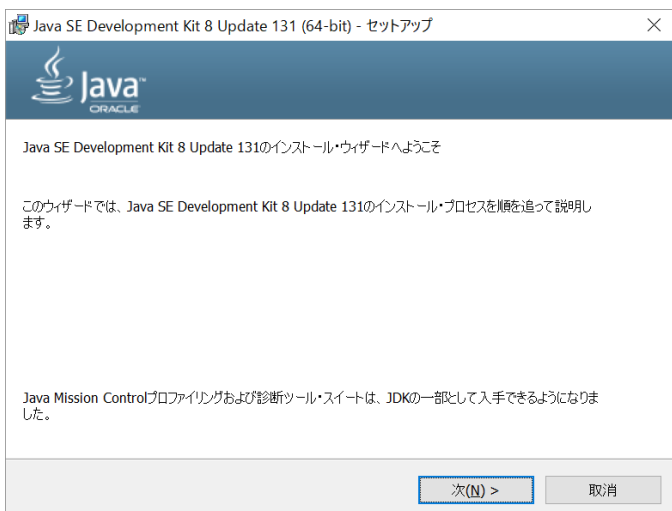 Java SE Development Kit 8 Update 131 (64-bit) - セットアップ
Java™
ORACLE
Java SE Development Kit 8 Update 131のインストール・ウィザードへようこそ
このウィザードでは、Java SE Development Kit 8 Update 131のインストール・プロセスを順を追って説明し
ます。
Java Mission Controlプロファイリングおよび診断ツール・スイートは、JDKの一部として入手できるようになりま
した。
次(N) >
取消